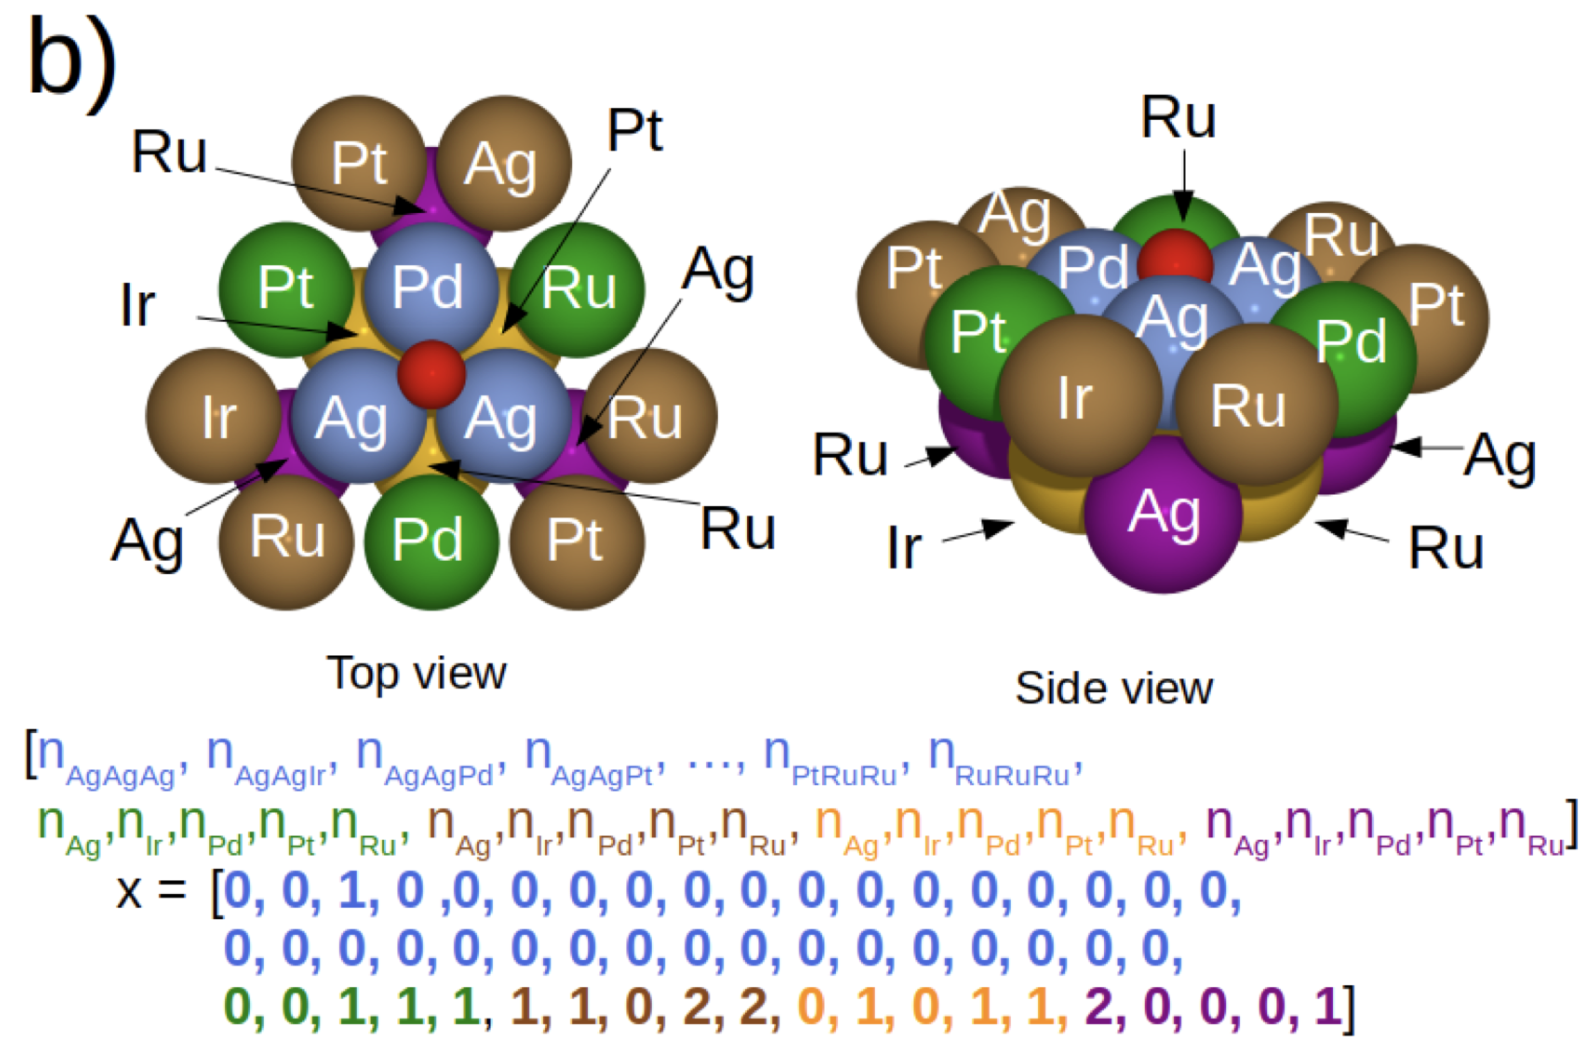 b)
Ru
Pt
Ag
Pt
Pt
Pd
Ru
Ag
Ir
Ir
Ag
Ag
Ru
Ag
Ru
Pd
Pt
Ru
Top view
Ru
Ag
Pt
Pd
Ag
Ru
Pt
Pt
Ag
Pd
Ir
Ru
Ru
Ag
Ag
Ir
Ru
Side view
[n_AgAgAg, n_AgAgIr, n_AgAgPd, n_AgAgPt, ..., n_PtRuRu, n_RuRuRu,
n_Ag,n_Ir,n_Pd,n_Pt,n_Ru, n_Ag,n_Ir,n_Pd,n_Pt,n_Ru, n_Ag,n_Ir,n_Pd,n_Pt,n_Ru, n_Ag,n_Ir,n_Pd,n_Pt,n_Ru]
x = [0, 0, 1, 0 ,0, 0, 0, 0, 0, 0, 0, 0, 0, 0, 0, 0, 0, 0,
0, 0, 0, 0, 0, 0, 0, 0, 0, 0, 0, 0, 0, 0, 0, 0, 0,
0, 0, 1, 1, 1, 1, 1, 0, 2, 2, 0, 1, 0, 1, 1, 2, 0, 0, 0, 1]